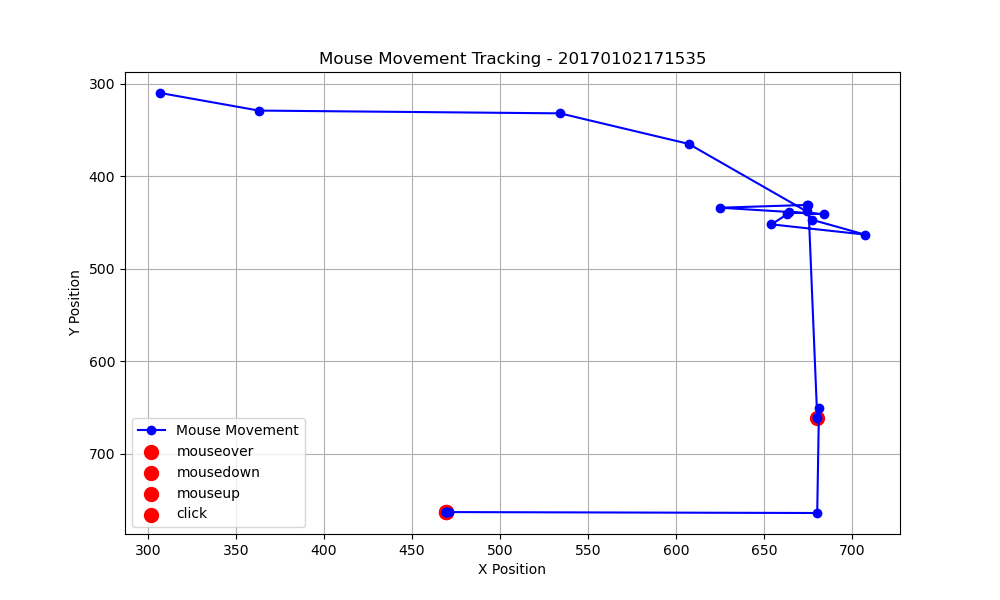 Mouse Movement Tracking - 20170102171535
300
400
500
600
700
Y Position
Mouse Movement
mouseover
mousedown
mouseup
click
300 350 400 450 500 550 600 650 700
X Position